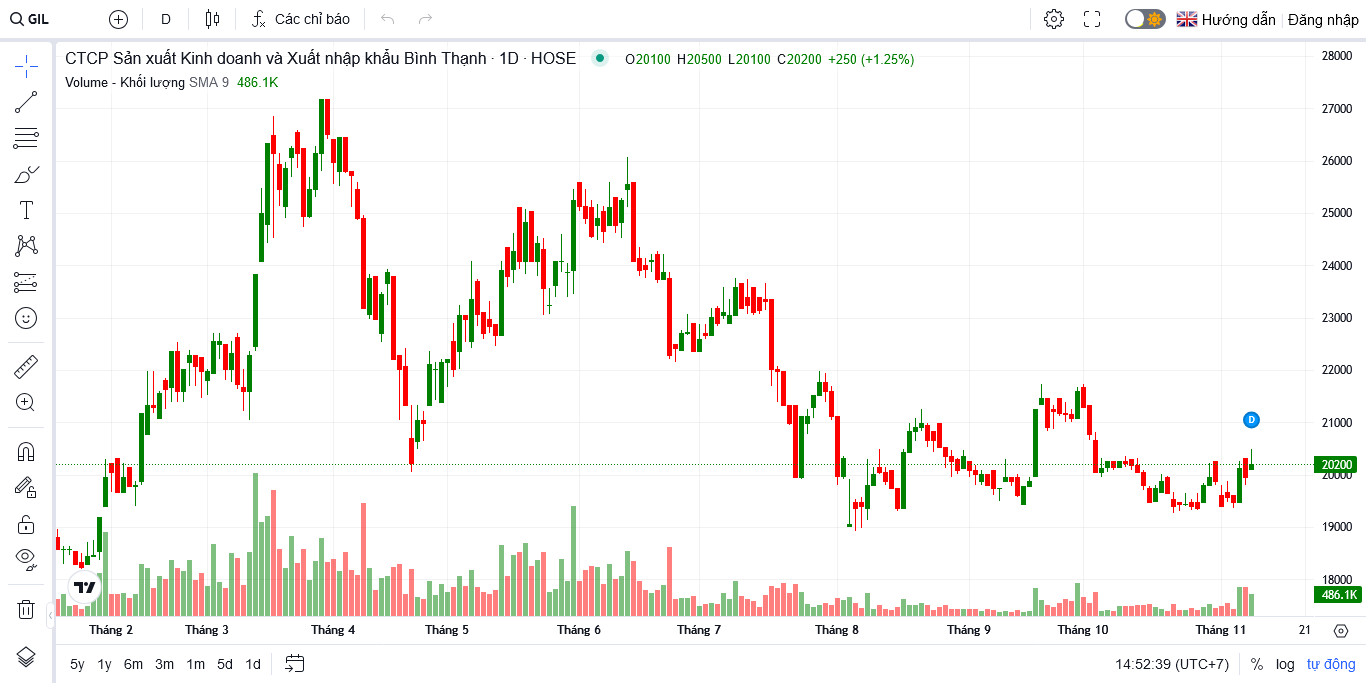 GIL D Các chỉ báo Hướng dẫn Đăng nhập
CTCP Sản xuất Kinh doanh và Xuất nhập khẩu Bình Thạnh · 1D · HOSE O20100 H20500 L20100 C20200 +250 (+1.25%)
Volume - Khối lượng SMA 9 486.1K
28000
27000
26000
25000
24000
23000
22000
21000
D
20200
20000
19000
18000
486.1K
Tháng 2 Tháng 3 Tháng 4 Tháng 5 Tháng 6 Tháng 7 Tháng 8 Tháng 9 Tháng 10 Tháng 11 21
5y 1y 6m 3m 1m 5d 1d 14:52:39 (UTC+7) % log tự động